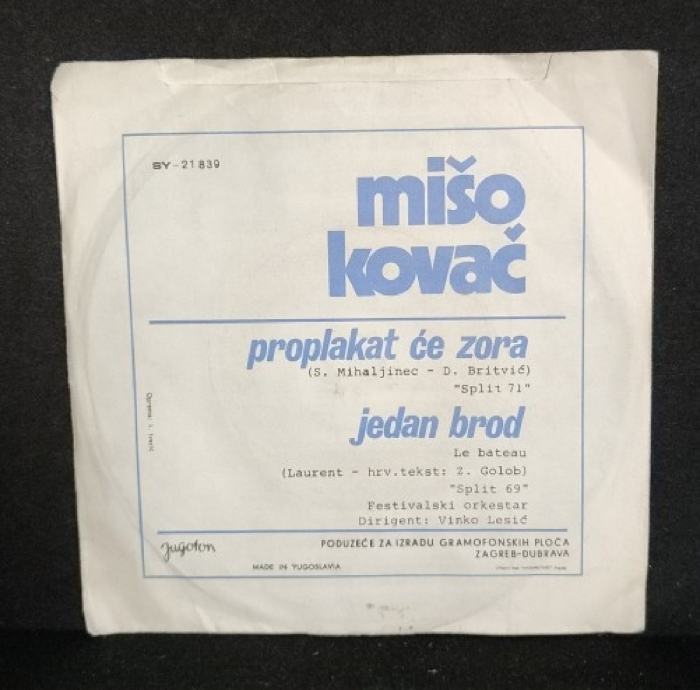 SY-21839
mišo
kovač
proplakat će zora
(S. Mihaljinec - D. Britvić)
"Split 71"
jedan brod
Le bateau
(Laurent - hrv.tekst: Z. Golob)
"Split 69"
Festivalski orkestar
Dirigent: Vinko Lesić
Jugoton
PODUZEĆE ZA IZRADU GRAMOFONSKIH PLOČA
ZAGREB-DUBRAVA
MADE IN YUGOSLAVIA